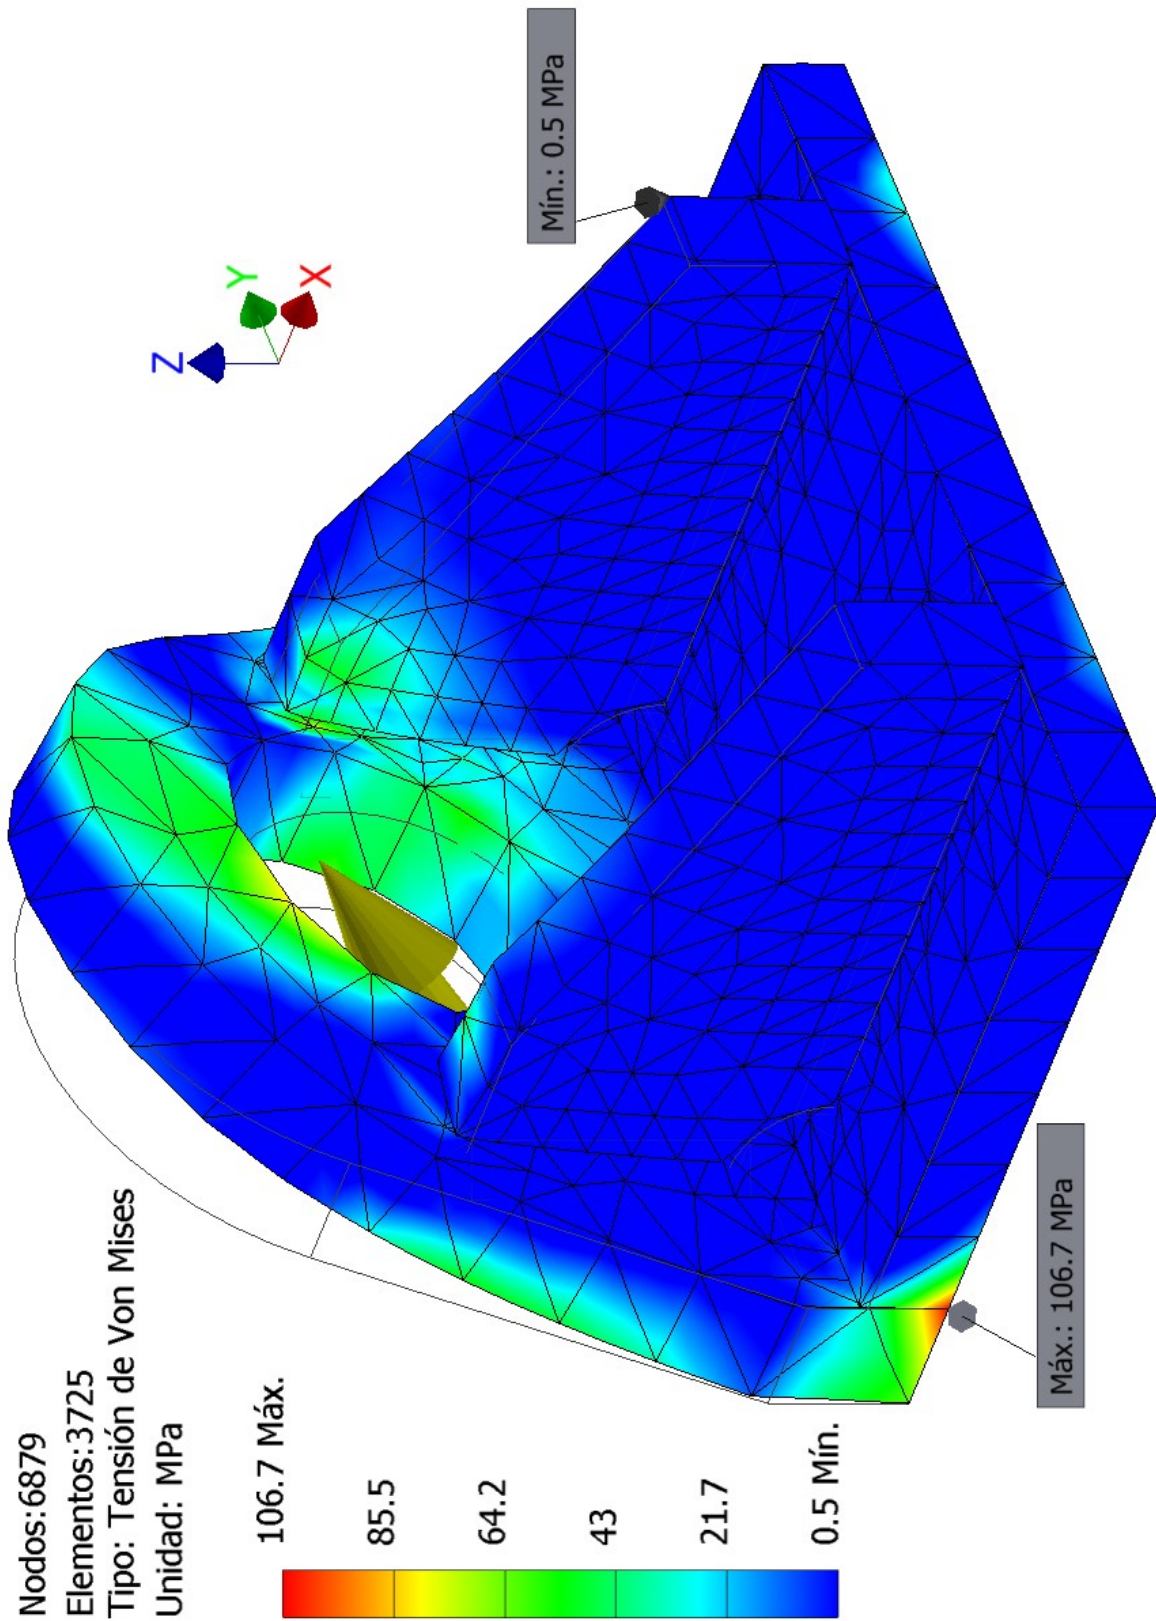 Nodos:6879
Elementos:3725
Tipo: Tensión de Von Mises
Unidad: MPa
106.7 Máx.
85.5
64.2
43
21.7
0.5 Mín.
Z
Y
X
Mín.: 0.5 MPa
Máx.: 106.7 MPa